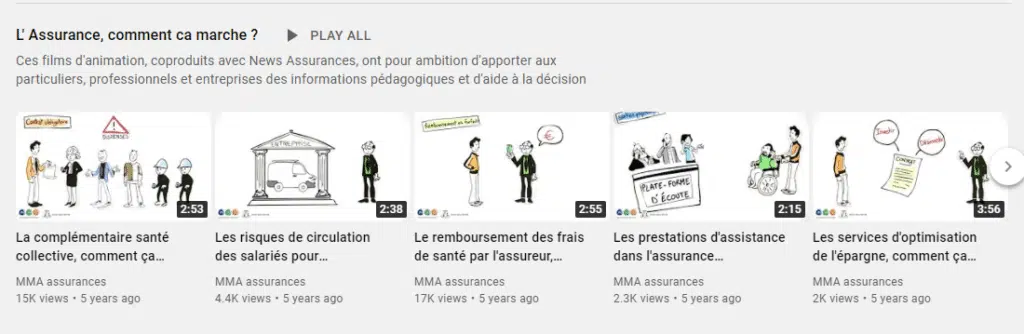 L' Assurance, comment ca marche ?
PLAY ALL
Ces films d'animation, coproduits avec News Assurances, ont pour ambition d'apporter aux
particuliers, professionnels et entreprises des informations pédagogiques et d'aide à la décision
Contrat obligatoire
DISPENSES
2:53
La complémentaire santé
collective, comment ça…
MMA assurances
15K views • 5 years ago
ENTREPRISE
2:38
Les risques de circulation
des salariés pour…
MMA assurances
4.4K views • 5 years ago
Remboursement au forfait
€
2:55
Le remboursement des frais
de santé par l'assureur,…
MMA assurances
17K views • 5 years ago
PLATE-FORME
D'ÉCOUTE
2:15
Les prestations d'assistance
dans l'assurance…
MMA assurances
2.3K views • 5 years ago
Investir
CONTRAT
3:56
Les services d'optimisation
de l'épargne, comment ça…
MMA assurances
2K views • 5 years ago